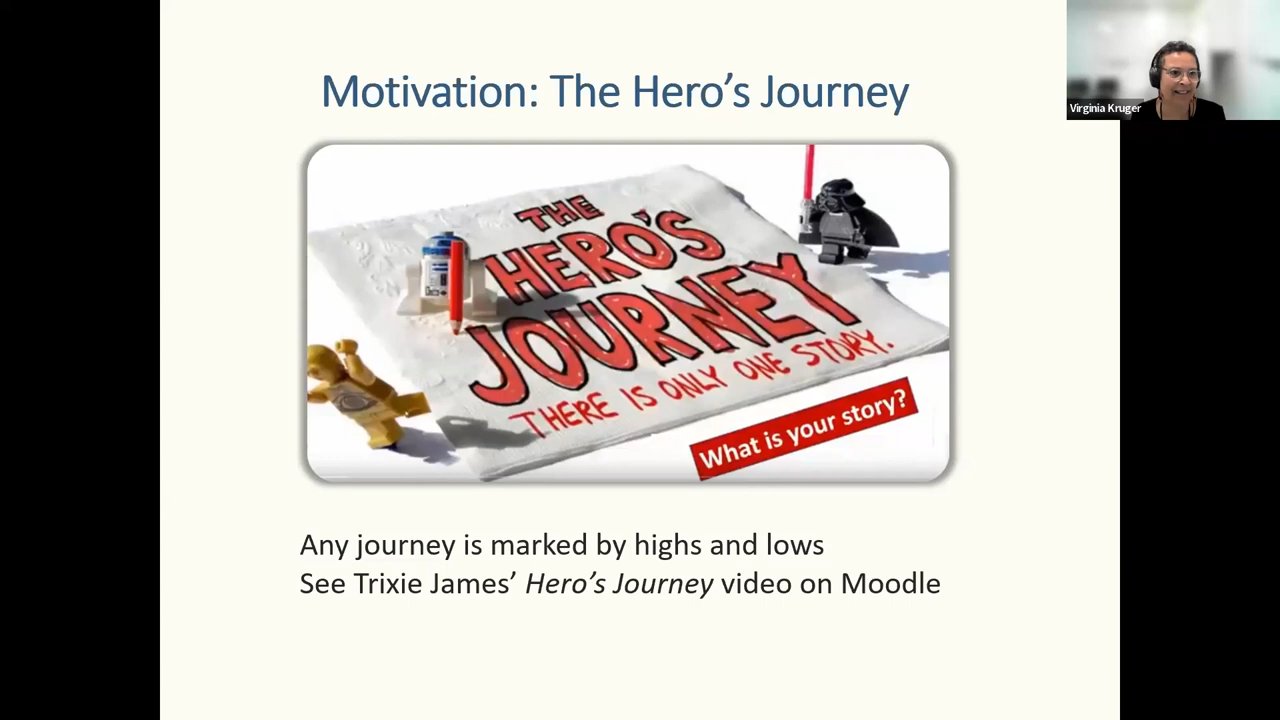 Motivation: The Hero’s Journey
THE
HERO'S
JOURNEY
THERE IS ONLY ONE STORY.
What is your story?
Any journey is marked by highs and lows
See Trixie James’ Hero’s Journey video on Moodle
Virginia Kruger